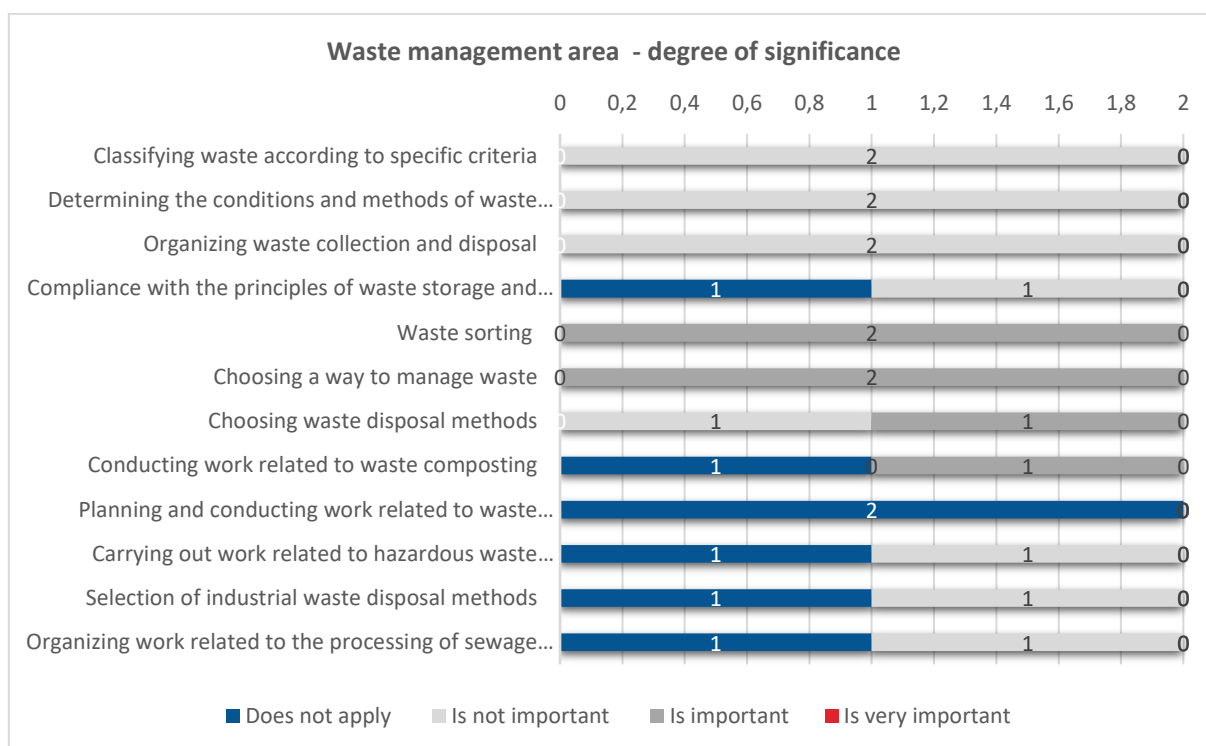 Waste management area - degree of significance
0 0,2 0,4 0,6 0,8 1 1,2 1,4 1,6 1,8 2
Classifying waste according to specific criteria 0 2 0
Determining the conditions and methods of waste... 0 2 0
Organizing waste collection and disposal 0 2 0
Compliance with the principles of waste storage and... 1 1 0
Waste sorting 0 2 0
Choosing a way to manage waste 0 2 0
Choosing waste disposal methods 0 1 1 0
Conducting work related to waste composting 1 0 1 0
Planning and conducting work related to waste... 2 0
Carrying out work related to hazardous waste... 1 1 0
Selection of industrial waste disposal methods 1 1 0
Organizing work related to the processing of sewage... 1 1 0
Does not apply Is not important Is important Is very important